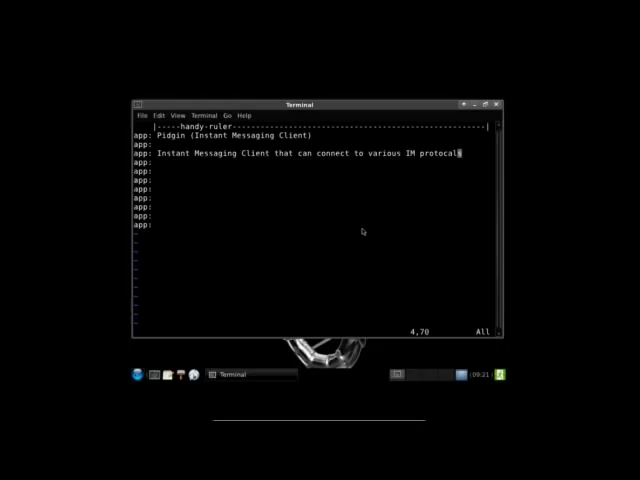 Terminal
File Edit View Terminal Go Help
|-----handy-ruler------------------------------------------------------|
app: Pidgin (Instant Messaging Client)
app:
app: Instant Messaging Client that can connect to various IM protocals
app:
app:
app:
app:
app:
app:
app:
app:
~
~
~
~
~
~
~
~
~
~
~
4,70 All
Terminal
09:21